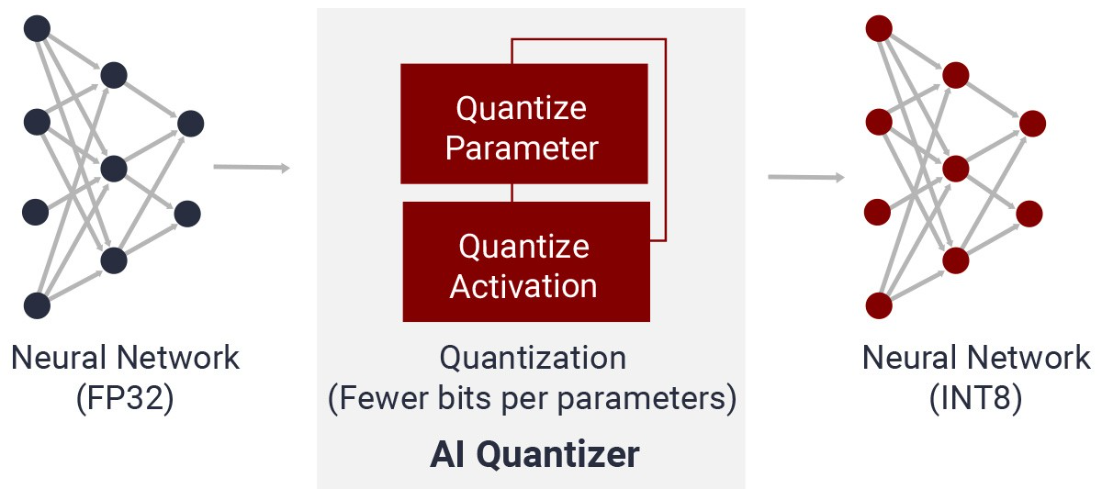 Quantize
Parameter
Quantize
Activation
Neural Network
(FP32)
Quantization
(Fewer bits per parameters)
AI Quantizer
Neural Network
(INT8)